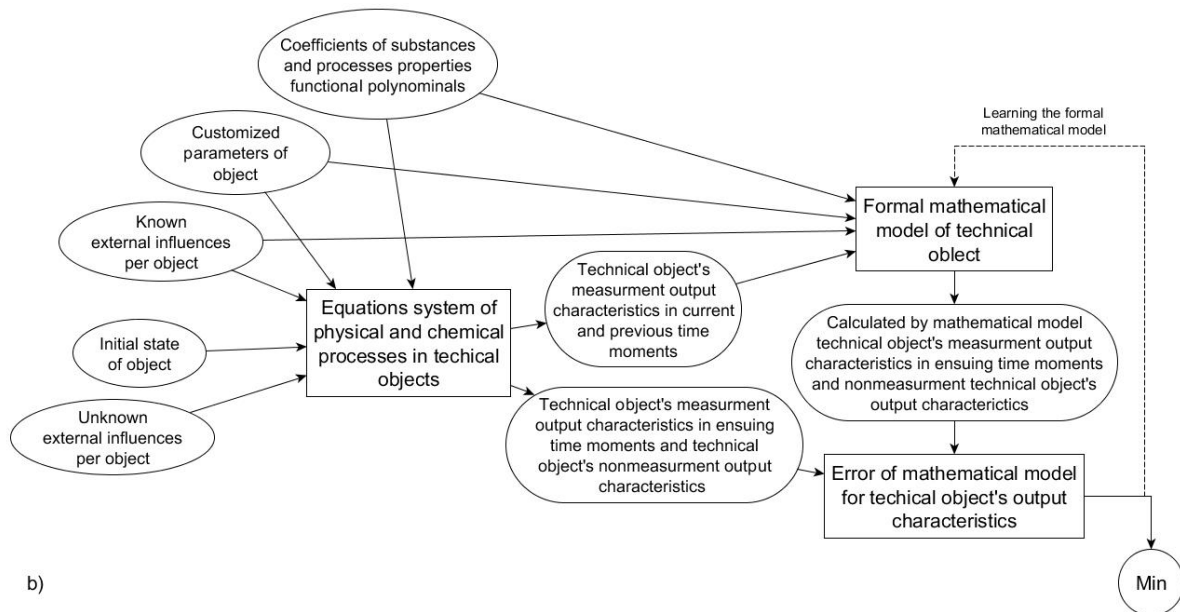 Coefficients of substances
and processes properties
functional polynominals
Learning the formal
mathematical model
Customized
parameters of
object
Known
external influences
per object
Formal mathematical
model of technical
oblect
Technical object's
measurment output
characteristics in current
and previous time
moments
Equations system of
physical and chemical
processes in techical
objects
Initial state
of object
Calculated by mathematical model
technical object's measurment output
characteristics in ensuing time moments
and nonmeasurment technical object's
output characterictics
Unknown
external influences
per object
Technical object's measurment
output characteristics in ensuing
time moments and technical
object's nonmeasurment output
characteristics
Error of mathematical model
for techical object's output
characteristics
b)
Min